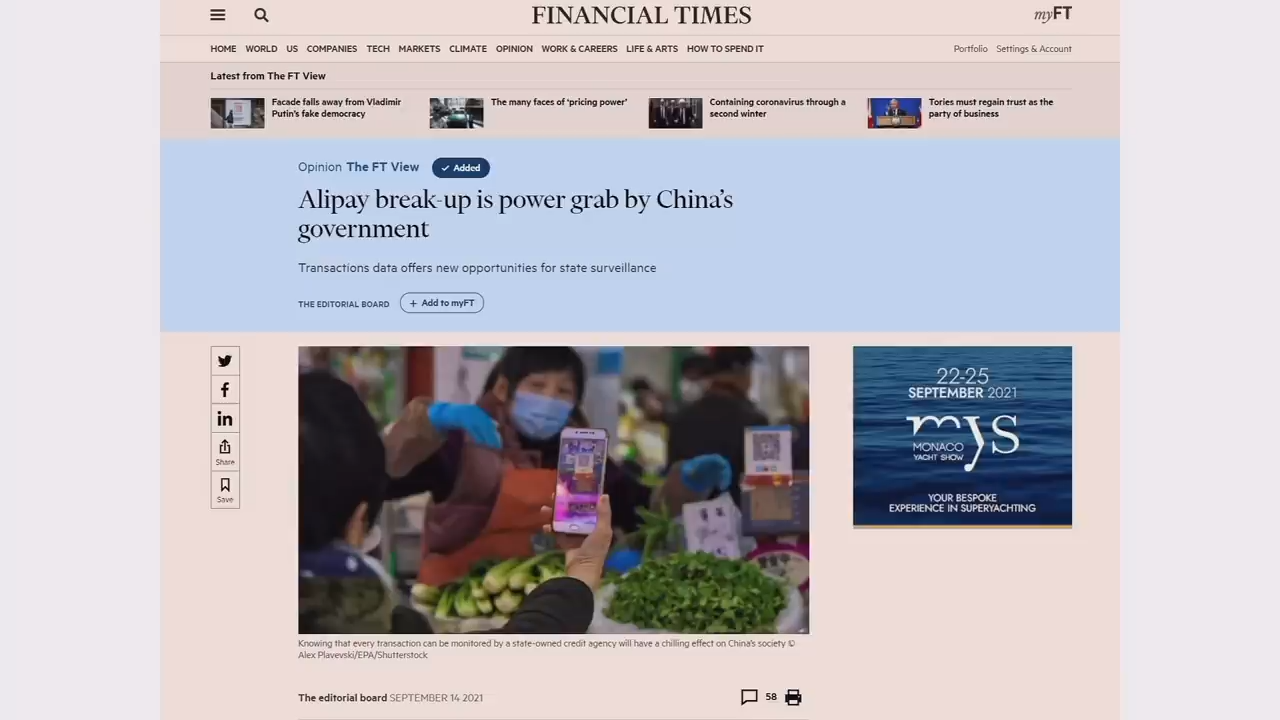 FINANCIAL TIMES
myFT
HOME WORLD US COMPANIES TECH MARKETS CLIMATE OPINION WORK & CAREERS LIFE & ARTS HOW TO SPEND IT
Portfolio Settings & Account
Latest from The FT View
Facade falls away from Vladimir
Putin's fake democracy
The many faces of ‘pricing power’
Containing coronavirus through a
second winter
Tories must regain trust as the
party of business
Opinion The FT View
Added
Alipay break-up is power grab by China’s
government
Transactions data offers new opportunities for state surveillance
THE EDITORIAL BOARD
+ Add to myFT
Share
Save
22-25
SEPTEMBER 2021
mys
MONACO
YACHT SHOW
YOUR BESPOKE
EXPERIENCE IN SUPERYACHTING
Knowing that every transaction can be monitored by a state-owned credit agency will have a chilling effect on China’s society ©
Alex Plavevski/EPA/Shutterstock
The editorial board SEPTEMBER 14 2021
58